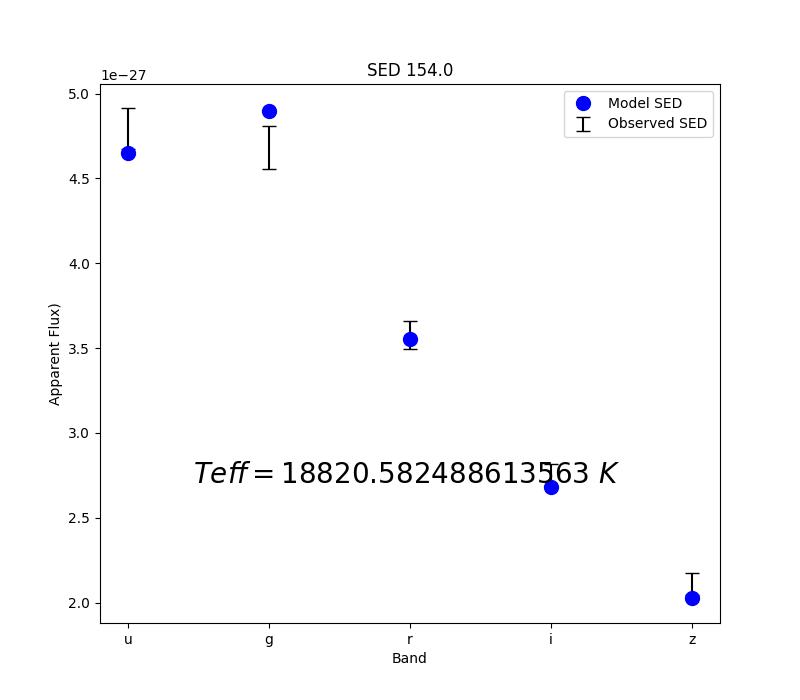 SED 154.0
1e−27
Model SED
Observed SED
5.0
4.5
4.0
3.5
3.0
2.5
2.0
Apparent Flux)
Teff = 18820.582488613563 K
u g r i z
Band